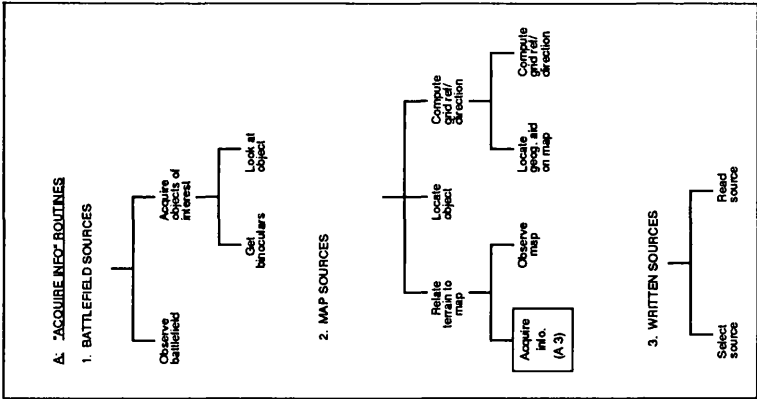 A: "ACQUIRE INFO" ROUTINES
1. BATTLEFIELD SOURCES
Observe
battlefield
Acquire
objects of
interest
Get
binoculars
Look at
object
2. MAP SOURCES
Relate
terrain to
map
Locate
object
Compute
grid ref/
direction
Acquire
info.
(A 3)
Observe
map
Locate
geog. aid
on map
Compute
grid ref/
direction
3. WRITTEN SOURCES
Select
source
Read
source